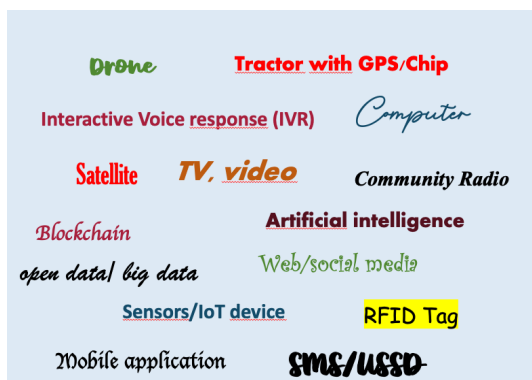 Drone
Tractor with GPS/Chip
Interactive Voice response (IVR)
Computer
Satellite
TV, video
Community Radio
Artificial intelligence
Blockchain
open data/ big data
Web/social media
Sensors/IoT device
RFID Tag
Mobile application
SMS/USSD